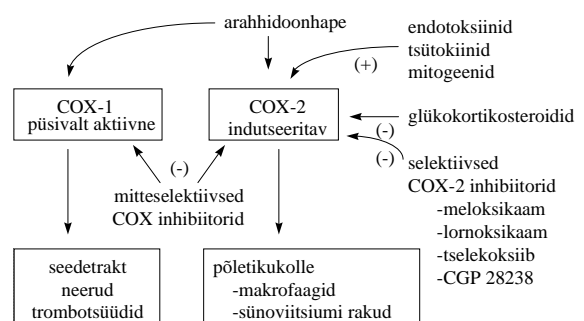 arahhidoonhape
endotoksiinid
tsütokiinid
mitogeenid
(+)
COX-1
püsivalt aktiivne
COX-2
indutseeritav
glükokortikosteroidid
(-)
(-)
(-)
mitteselektiivsed
COX inhibiitorid
selektiivsed
COX-2 inhibiitorid
-meloksikaam
-lornoksikaam
-tselekoksiib
-CGP 28238
seedetrakt
neerud
trombotsüüdid
põletikukolle
-makrofaagid
-sünoviitsiumi rakud